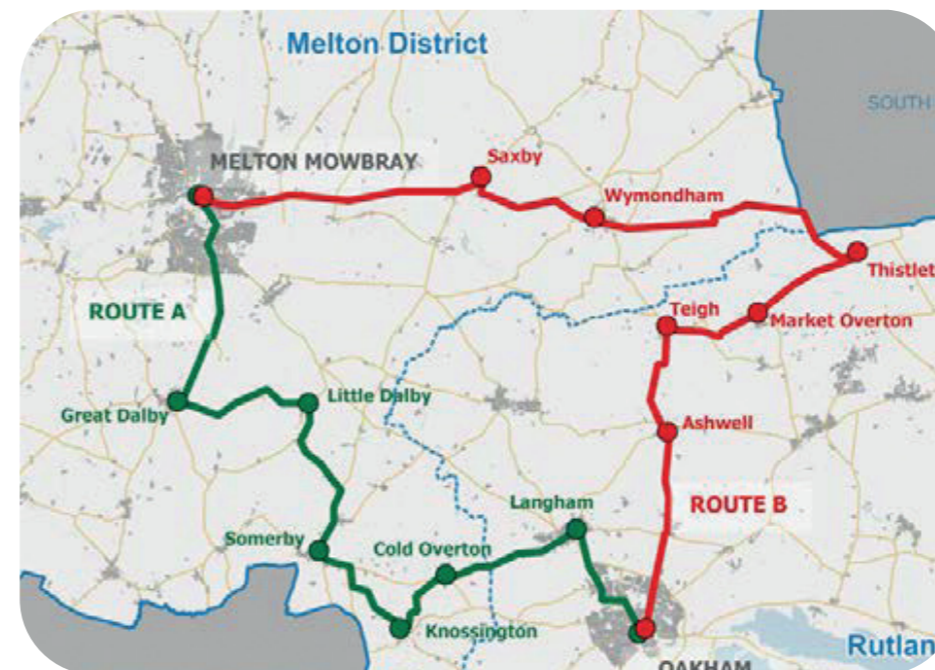 Melton District
SOUTH
MELTON MOWBRAY
Saxby
Wymondham
Thistlet
ROUTE A
Teigh
Market Overton
Great Dalby
Little Dalby
Ashwell
ROUTE B
Langham
Somerby
Cold Overton
Knossington
Rutlan
OAKHAM